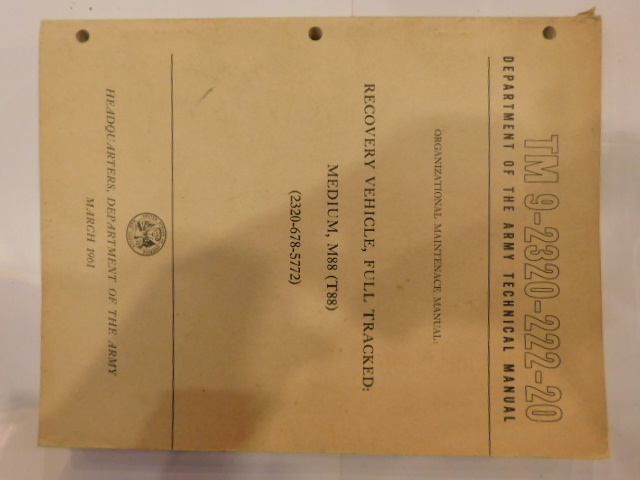 TM 9-2320-222-20
DEPARTMENT OF THE ARMY TECHNICAL MANUAL
ORGANIZATIONAL MAINTENACE MANUAL:
RECOVERY VEHICLE, FULL TRACKED:
MEDIUM, M88 (T88)
(2320-678-5772)
HEADQUARTERS, DEPARTMENT OF THE ARMY
MARCH 1961